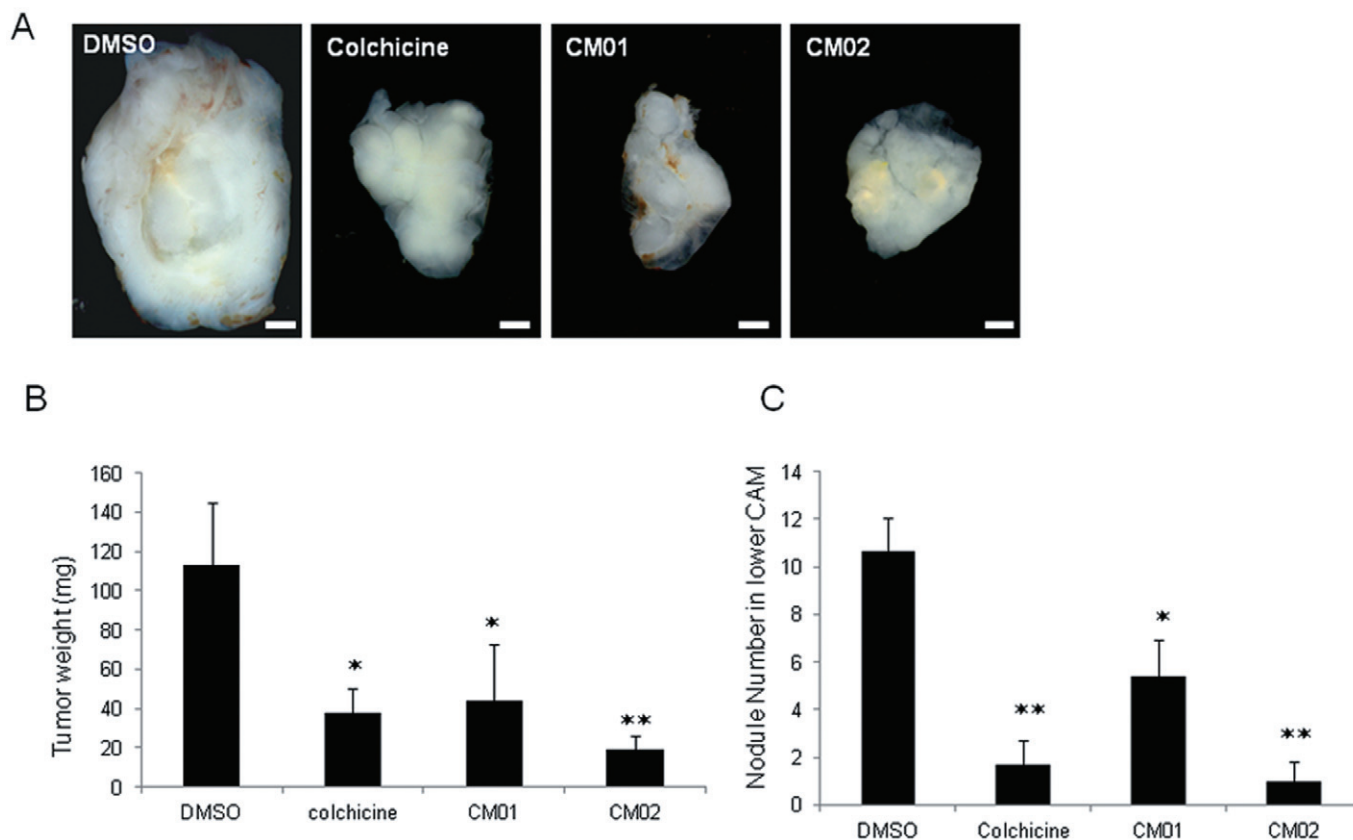 A
DMSO
Colchicine
CM01
CM02
B
Tumor weight (mg)
160
140
120
100
80
60
40
20
0
*
*
**
DMSO
colchicine
CM01
CM02
C
Nodule Number in lower CAM
14
12
10
8
6
4
2
0
**
*
**
DMSO
Colchicine
CM01
CM02